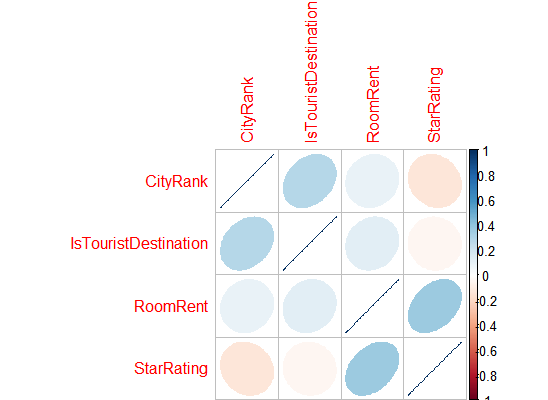 CityRank
IsTouristDestination
RoomRent
StarRating
CityRank
IsTouristDestination
RoomRent
StarRating
1
0.8
0.6
0.4
0.2
0
-0.2
-0.4
-0.6
-0.8
-1